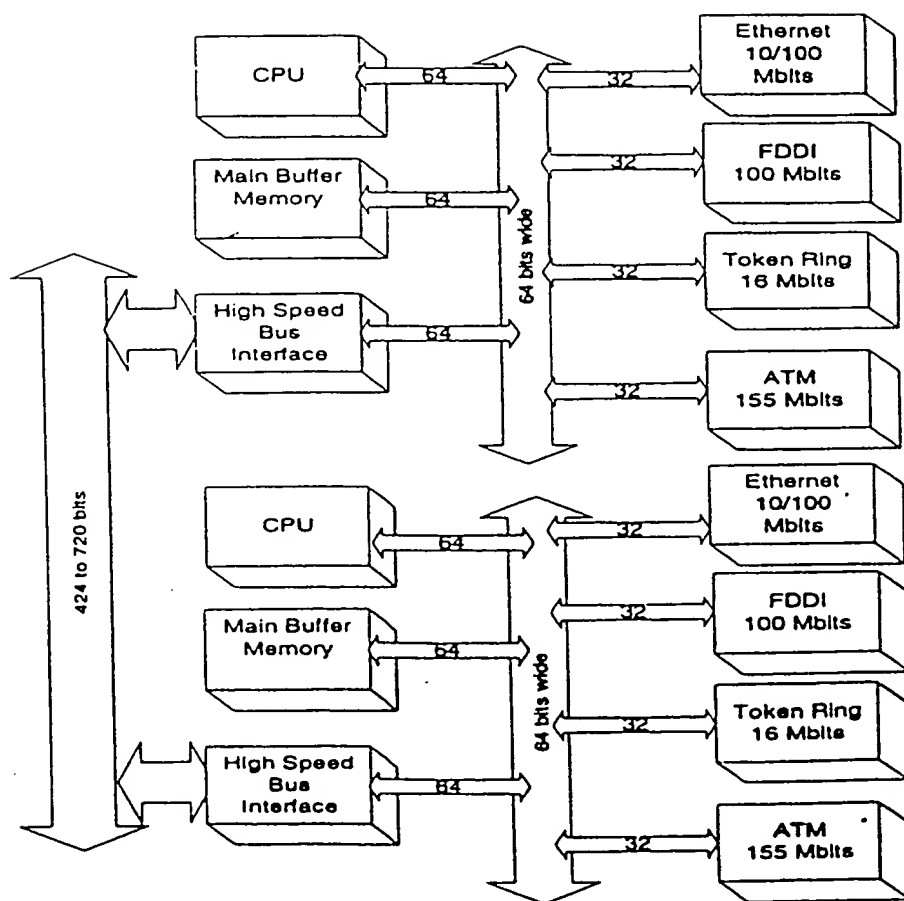 CPU
64
Main Buffer
Memory
64
High Speed
Bus
Interface
64
64 bits wide
32
Ethernet
10/100
Mbits
32
FDDI
100 Mbits
32
Token Ring
16 Mbits
32
ATM
155 Mbits
424 to 720 bits
CPU
64
Main Buffer
Memory
64
High Speed
Bus
Interface
64
64 bits wide
32
Ethernet
10/100
Mbits
32
FDDI
100 Mbits
32
Token Ring
16 Mbits
32
ATM
155 Mbits